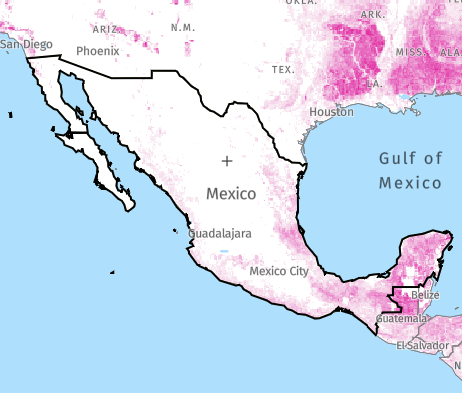 OKLA.
ARK.
San Diego
ARIZ.
N.M.
Phoenix
MISS.
ALA
TEX.
LA.
Houston
Gulf of
Mexico
Mexico
Guadalajara
Mexico City
Belize
Guatemala
El Salvador
N